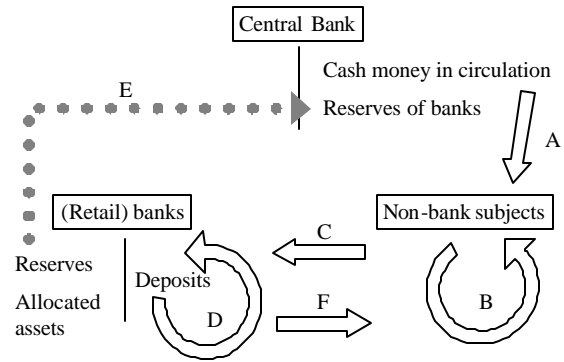 Central Bank
Cash money in circulation
E
Reserves of banks
A
(Retail) banks
Non-bank subjects
C
Reserves
Deposits
Allocated
assets
D
F
B